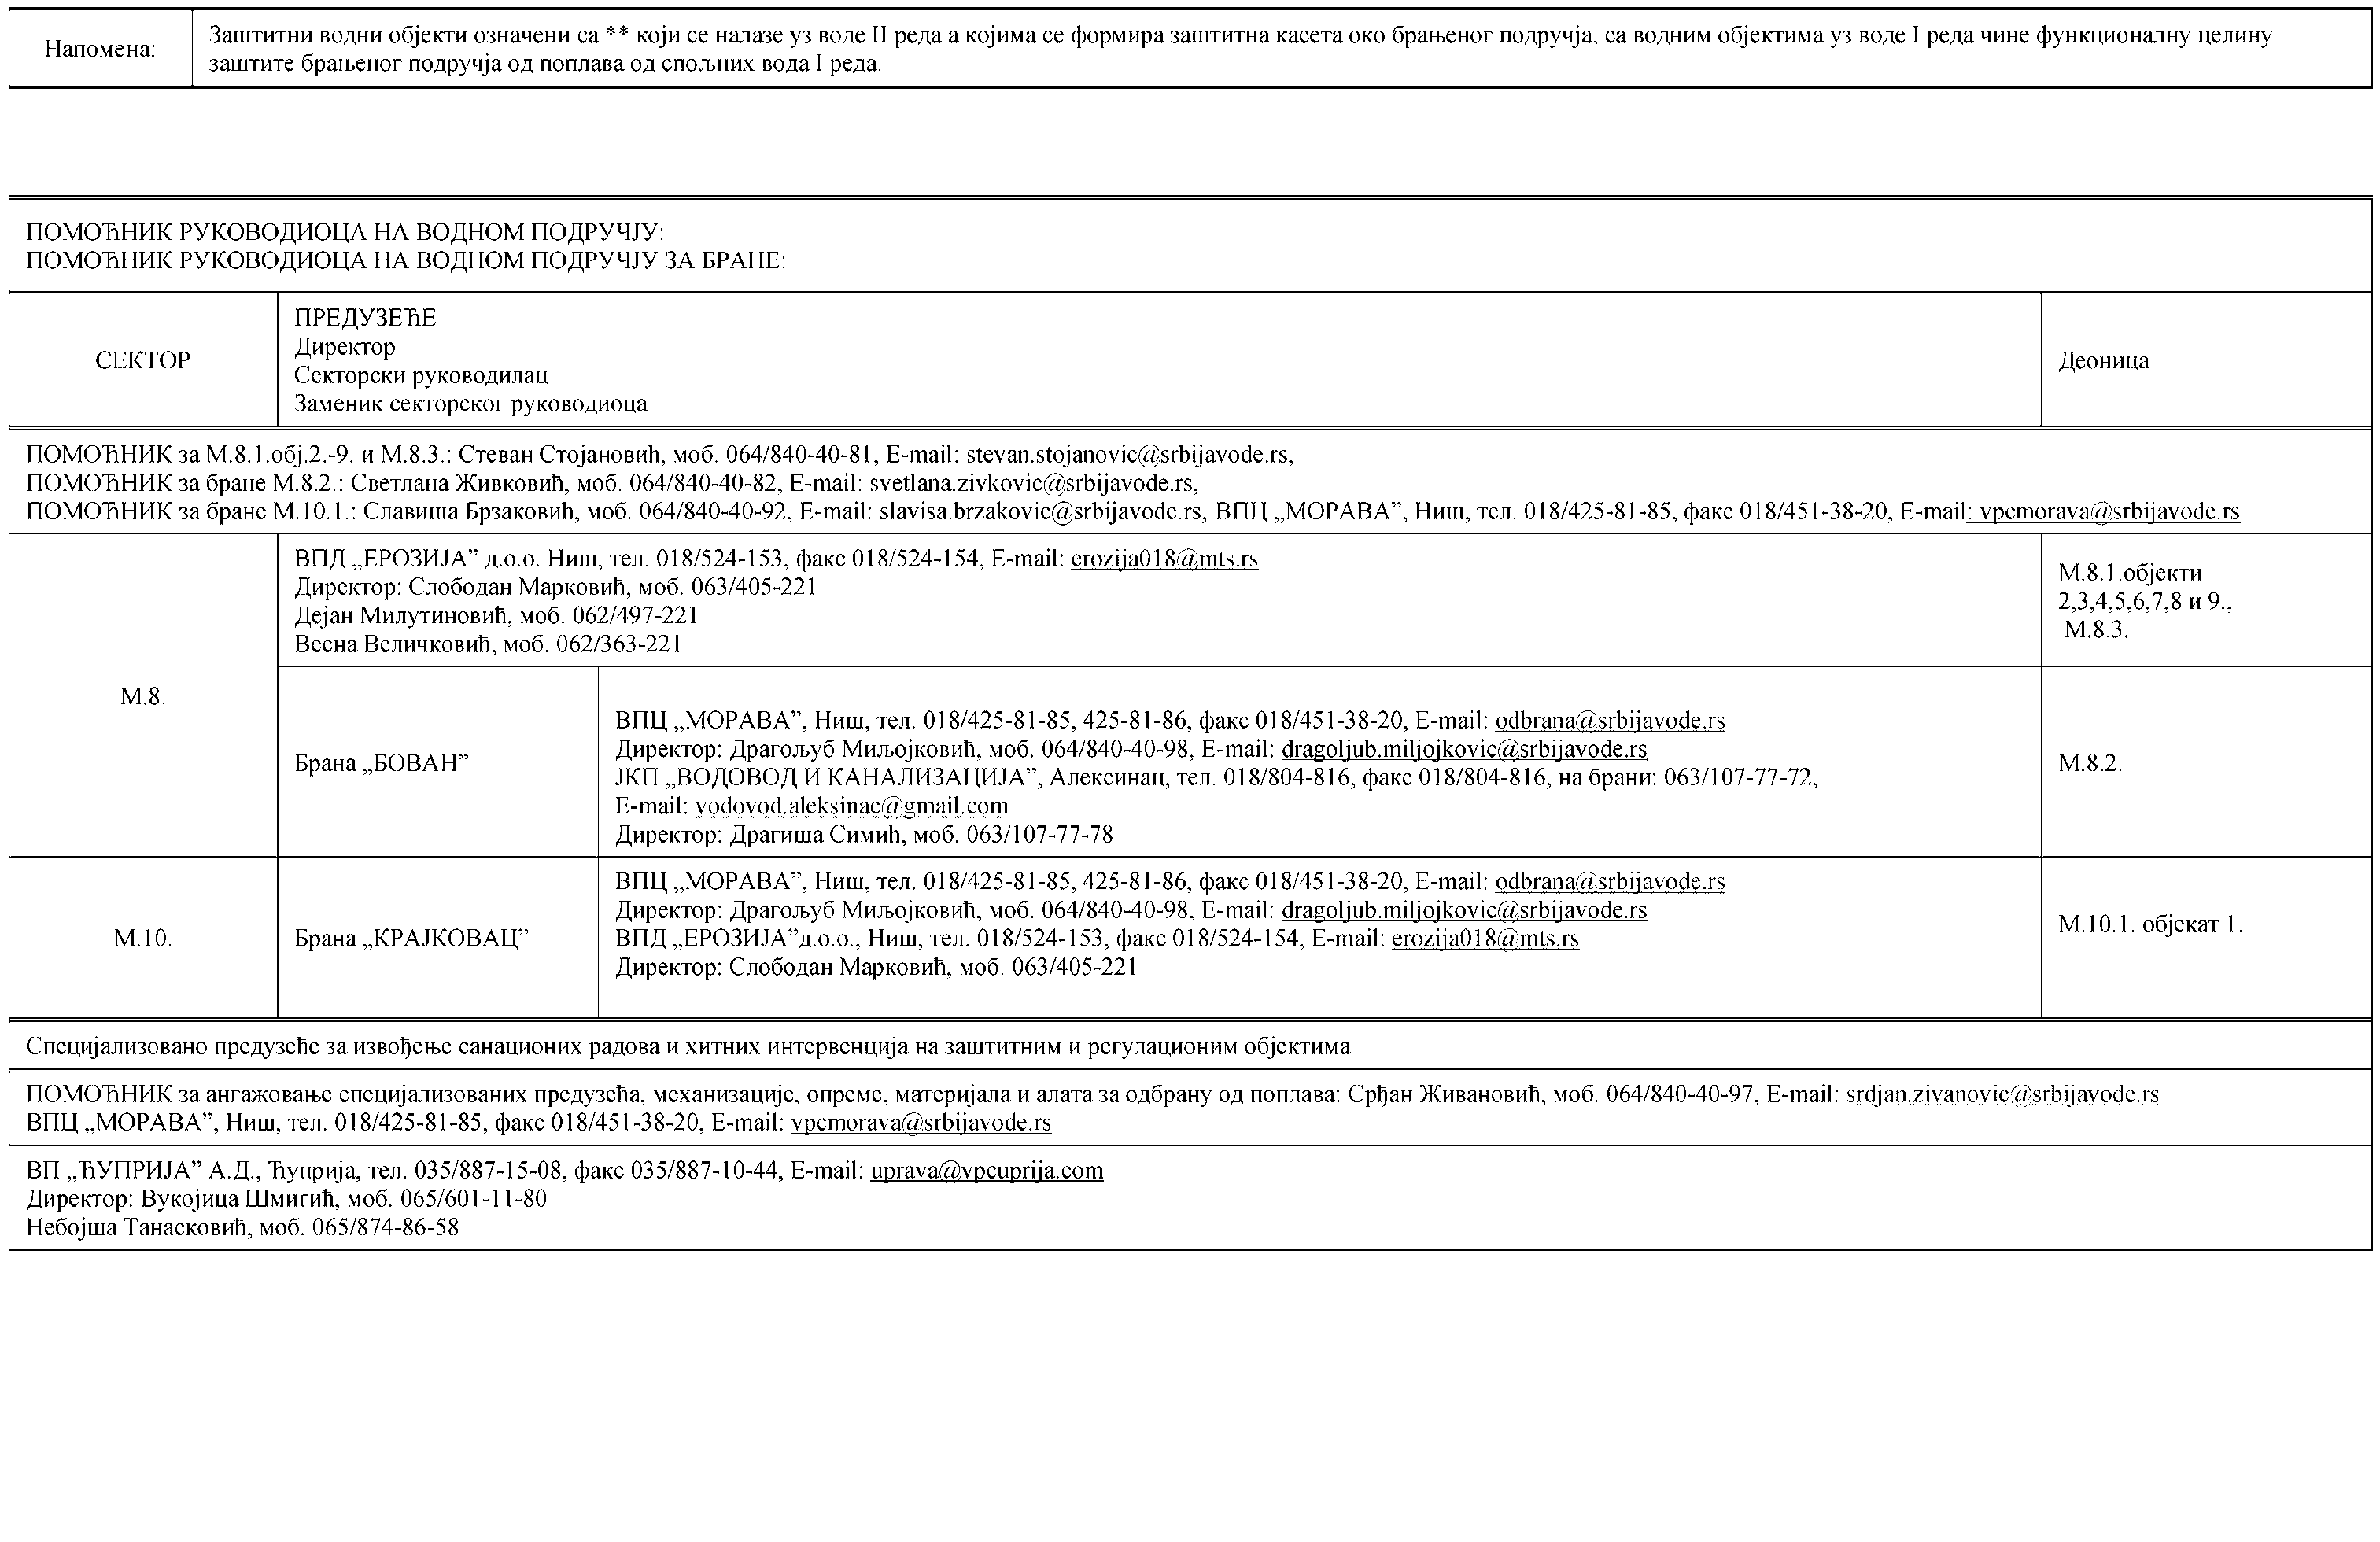 Напомена:
Заштитни водни објекти означени са ** који се налазе уз воде II реда а којима се формира заштитна касета око брањеног подручја, са водним објектима уз воде I реда чине функционалну целину
заштите брањеног подручја од поплава од спољних вода I реда.
ПОМОЋНИК РУКОВОДИОЦА НА ВОДНОМ ПОДРУЧЈУ:
ПОМОЋНИК РУКОВОДИОЦА НА ВОДНОМ ПОДРУЧЈУ ЗА БРАНЕ:
СЕКТОР
ПРЕДУЗЕЋЕ
Директор
Секторски руководилац
Заменик секторског руководиоца
Деоница
ПОМОЋНИК за М.8.1.обј.2.-9. и М.8.3.: Стеван Стојановић, моб. 064/840-40-81, E-mail: stevan.stojanovic@srbijavode.rs,
ПОМОЋНИК за бране М.8.2.: Светлана Живковић, моб. 064/840-40-82, E-mail: svetlana.zivkovic@srbijavode.rs,
ПОМОЋНИК за бране М.10.1.: Славиша Брзаковић, моб. 064/840-40-92, E-mail: slavisa.brzakovic@srbijavode.rs, ВПЦ „МОРАВА”, Ниш, тел. 018/425-81-85, факс 018/451-38-20, E-mail: vpcmorava@srbijavode.rs
М.8.
ВПД „ЕРОЗИЈА” д.о.о. Ниш, тел. 018/524-153, факс 018/524-154, E-mail: erozija018@mts.rs
Директор: Слободан Марковић, моб. 063/405-221
Дејан Милутиновић, моб. 062/497-221
Весна Величковић, моб. 062/363-221
М.8.1.објекти
2,3,4,5,6,7,8 и 9.,
М.8.3.
Брана „БОВАН”
ВПЦ „МОРАВА”, Ниш, тел. 018/425-81-85, 425-81-86, факс 018/451-38-20, E-mail: odbrana@srbijavode.rs
Директор: Драгољуб Миљојковић, моб. 064/840-40-98, E-mail: dragoljub.miljojkovic@srbijavode.rs
ЈКП „ВОДОВОД И КАНАЛИЗАЦИЈА”, Алексинац, тел. 018/804-816, факс 018/804-816, на брани: 063/107-77-72,
E-mail: vodovod.aleksinac@gmail.com
Директор: Драгиша Симић, моб. 063/107-77-78
М.8.2.
М.10.
Брана „КРАЈКОВАЦ”
ВПЦ „МОРАВА”, Ниш, тел. 018/425-81-85, 425-81-86, факс 018/451-38-20, E-mail: odbrana@srbijavode.rs
Директор: Драгољуб Миљојковић, моб. 064/840-40-98, E-mail: dragoljub.miljojkovic@srbijavode.rs
ВПД „ЕРОЗИЈА”д.о.о., Ниш, тел. 018/524-153, факс 018/524-154, E-mail: erozija018@mts.rs
Директор: Слободан Марковић, моб. 063/405-221
М.10.1. објекат 1.
Специјализовано предузеће за извођење санационих радова и хитних интервенција на заштитним и регулационим објектима
ПОМОЋНИК за ангажовање специјализованих предузећа, механизације, опреме, материјала и алата за одбрану од поплава: Срђан Живановић, моб. 064/840-40-97, E-mail: srdjan.zivanovic@srbijavode.rs
ВПЦ „МОРАВА”, Ниш, тел. 018/425-81-85, факс 018/451-38-20, E-mail: vpcmorava@srbijavode.rs
ВП „ЋУПРИЈА” А.Д., Ћуприја, тел. 035/887-15-08, факс 035/887-10-44, E-mail: uprava@vpcuprija.com
Директор: Вукојица Шмигић, моб. 065/601-11-80
Небојша Танасковић, моб. 065/874-86-58